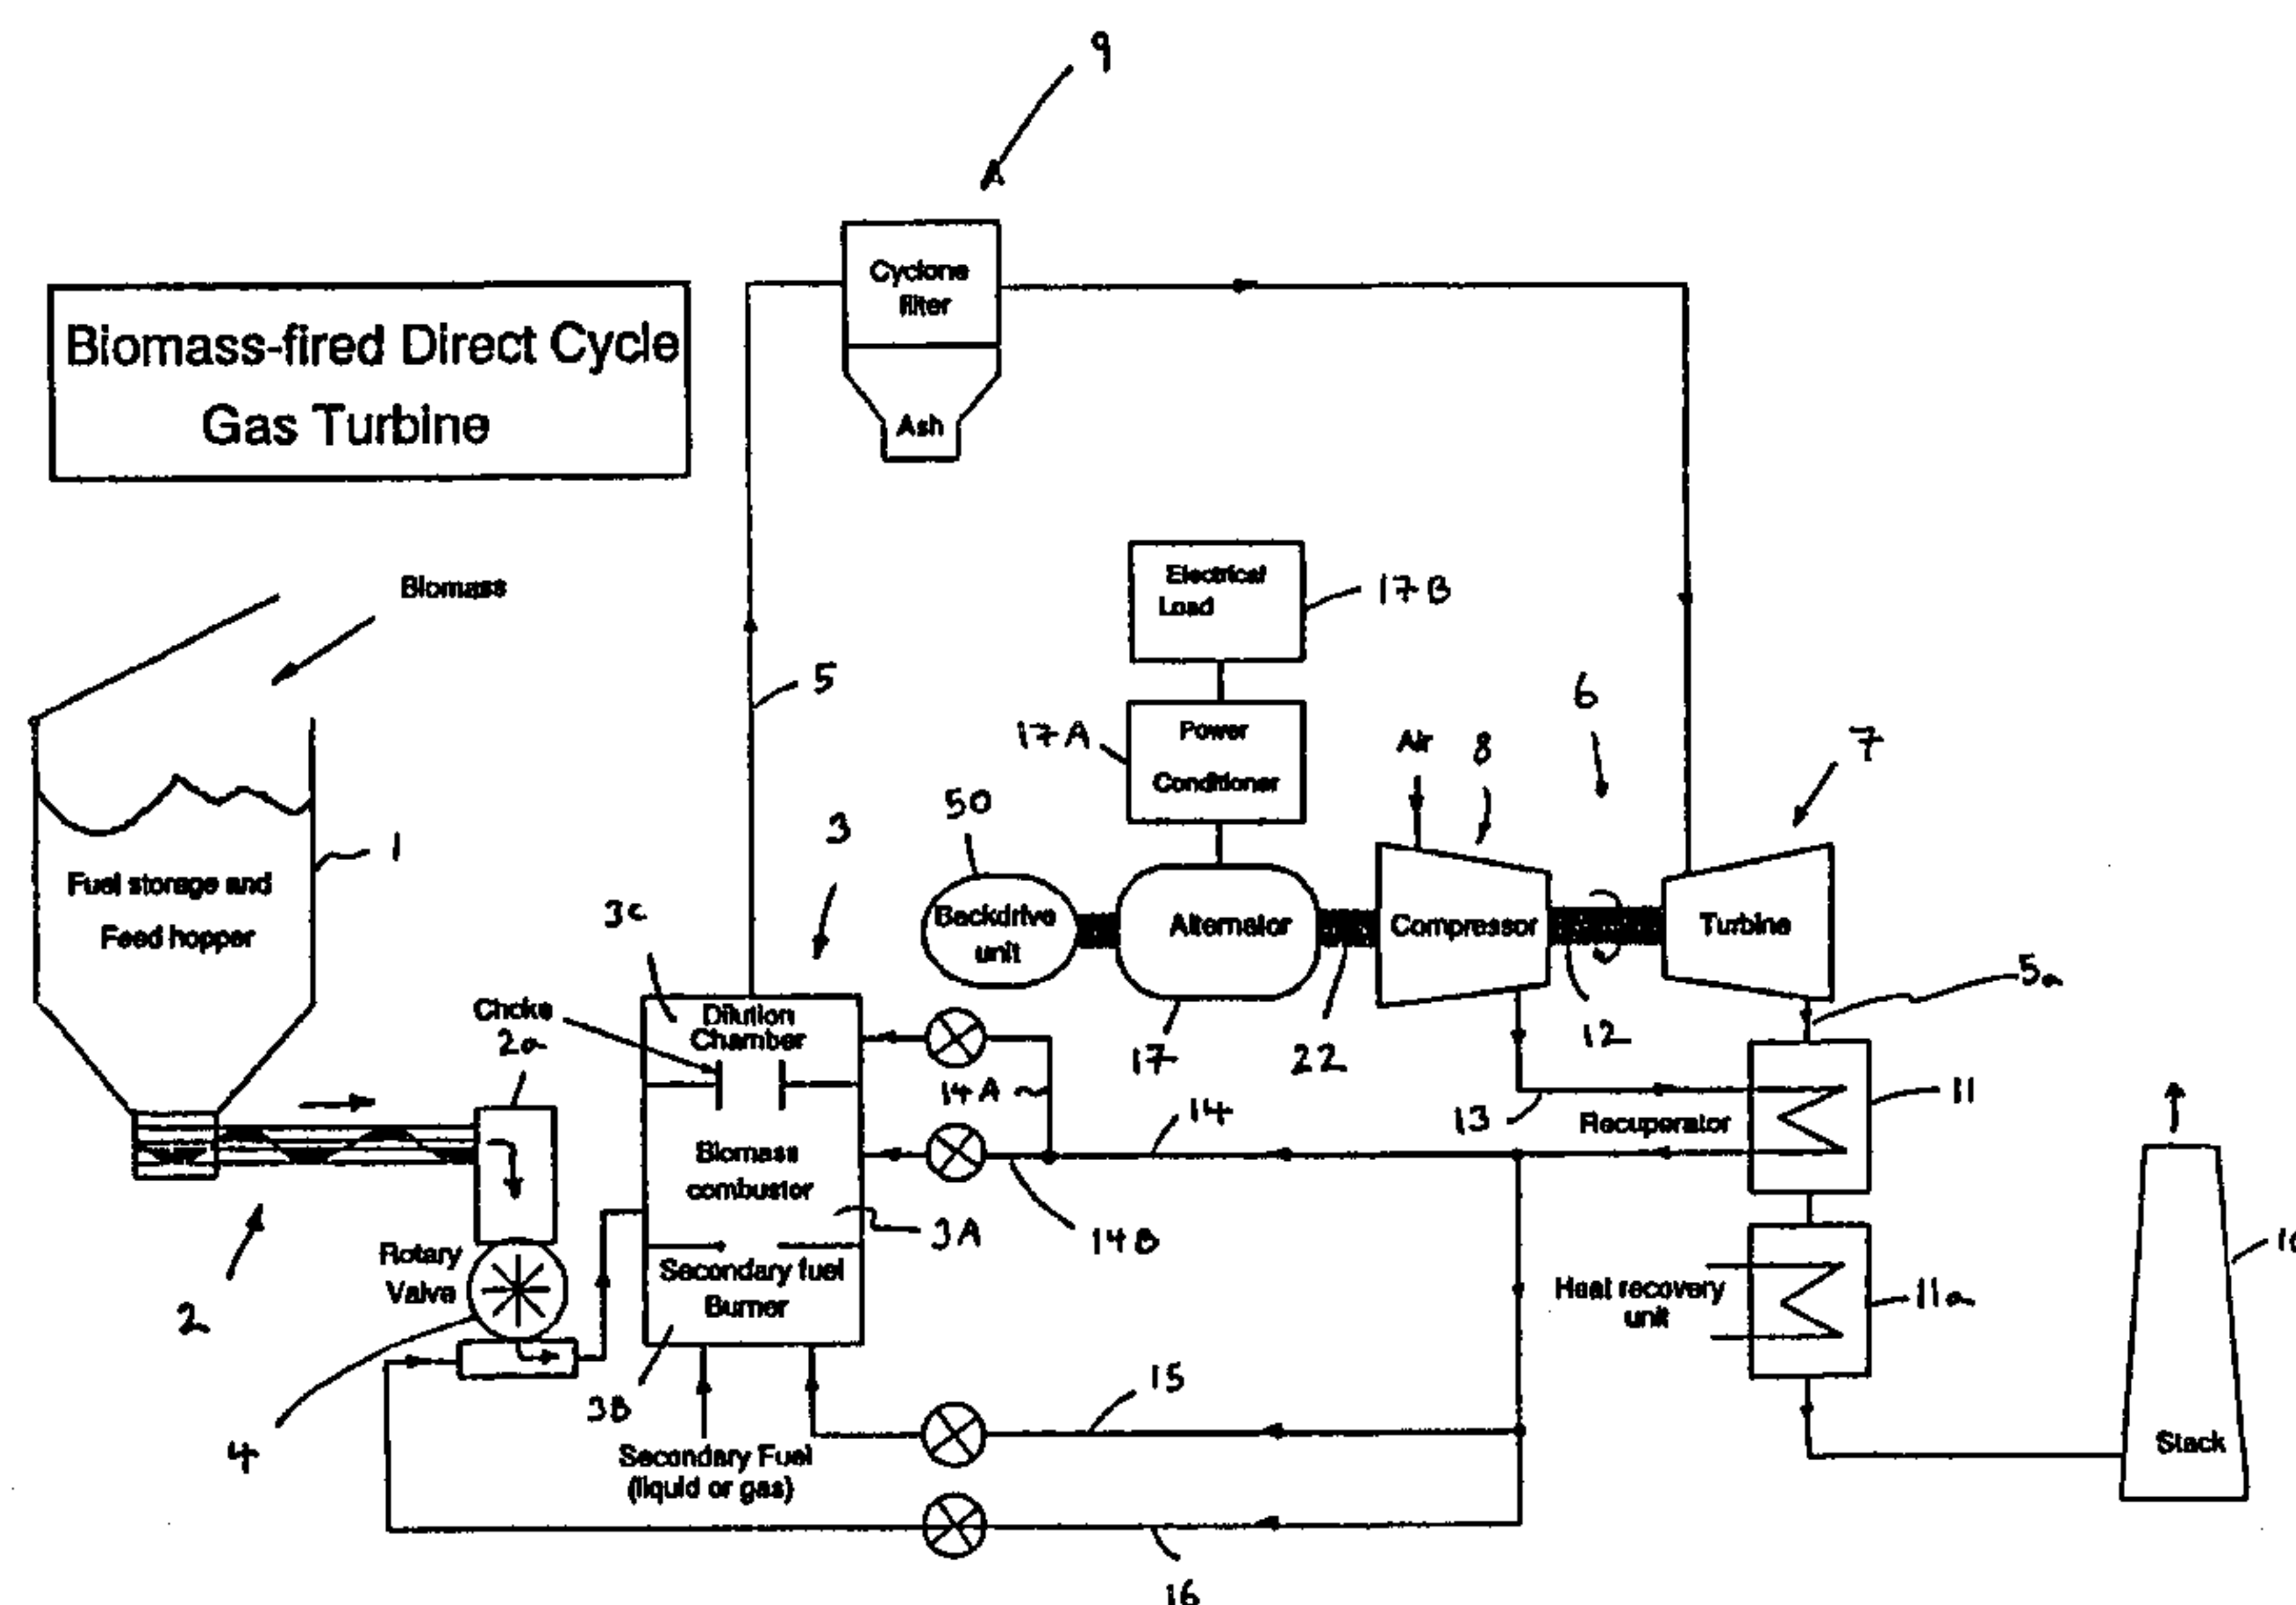 9
A
Cyclone
filter
Ash
Biomass-fired Direct Cycle
Gas Turbine
Biomass
Electrical
Load
17B
5
17A
Power
Conditioner
Air
8
6
7
50
3
1
Fuel storage and
Feed hopper
Backdrive
unit
Alternator
Compressor
Turbine
3c
5a
Choke
2a
Dilution
Chamber
17
22
12
14A
14
13
Recuperator
11
Biomass
combustor
3A
14B
Rotary
Valve
2
Secondary fuel
Burner
Heat recovery
unit
11a
3B
15
4
Secondary Fuel
(liquid or gas)
Stack
16